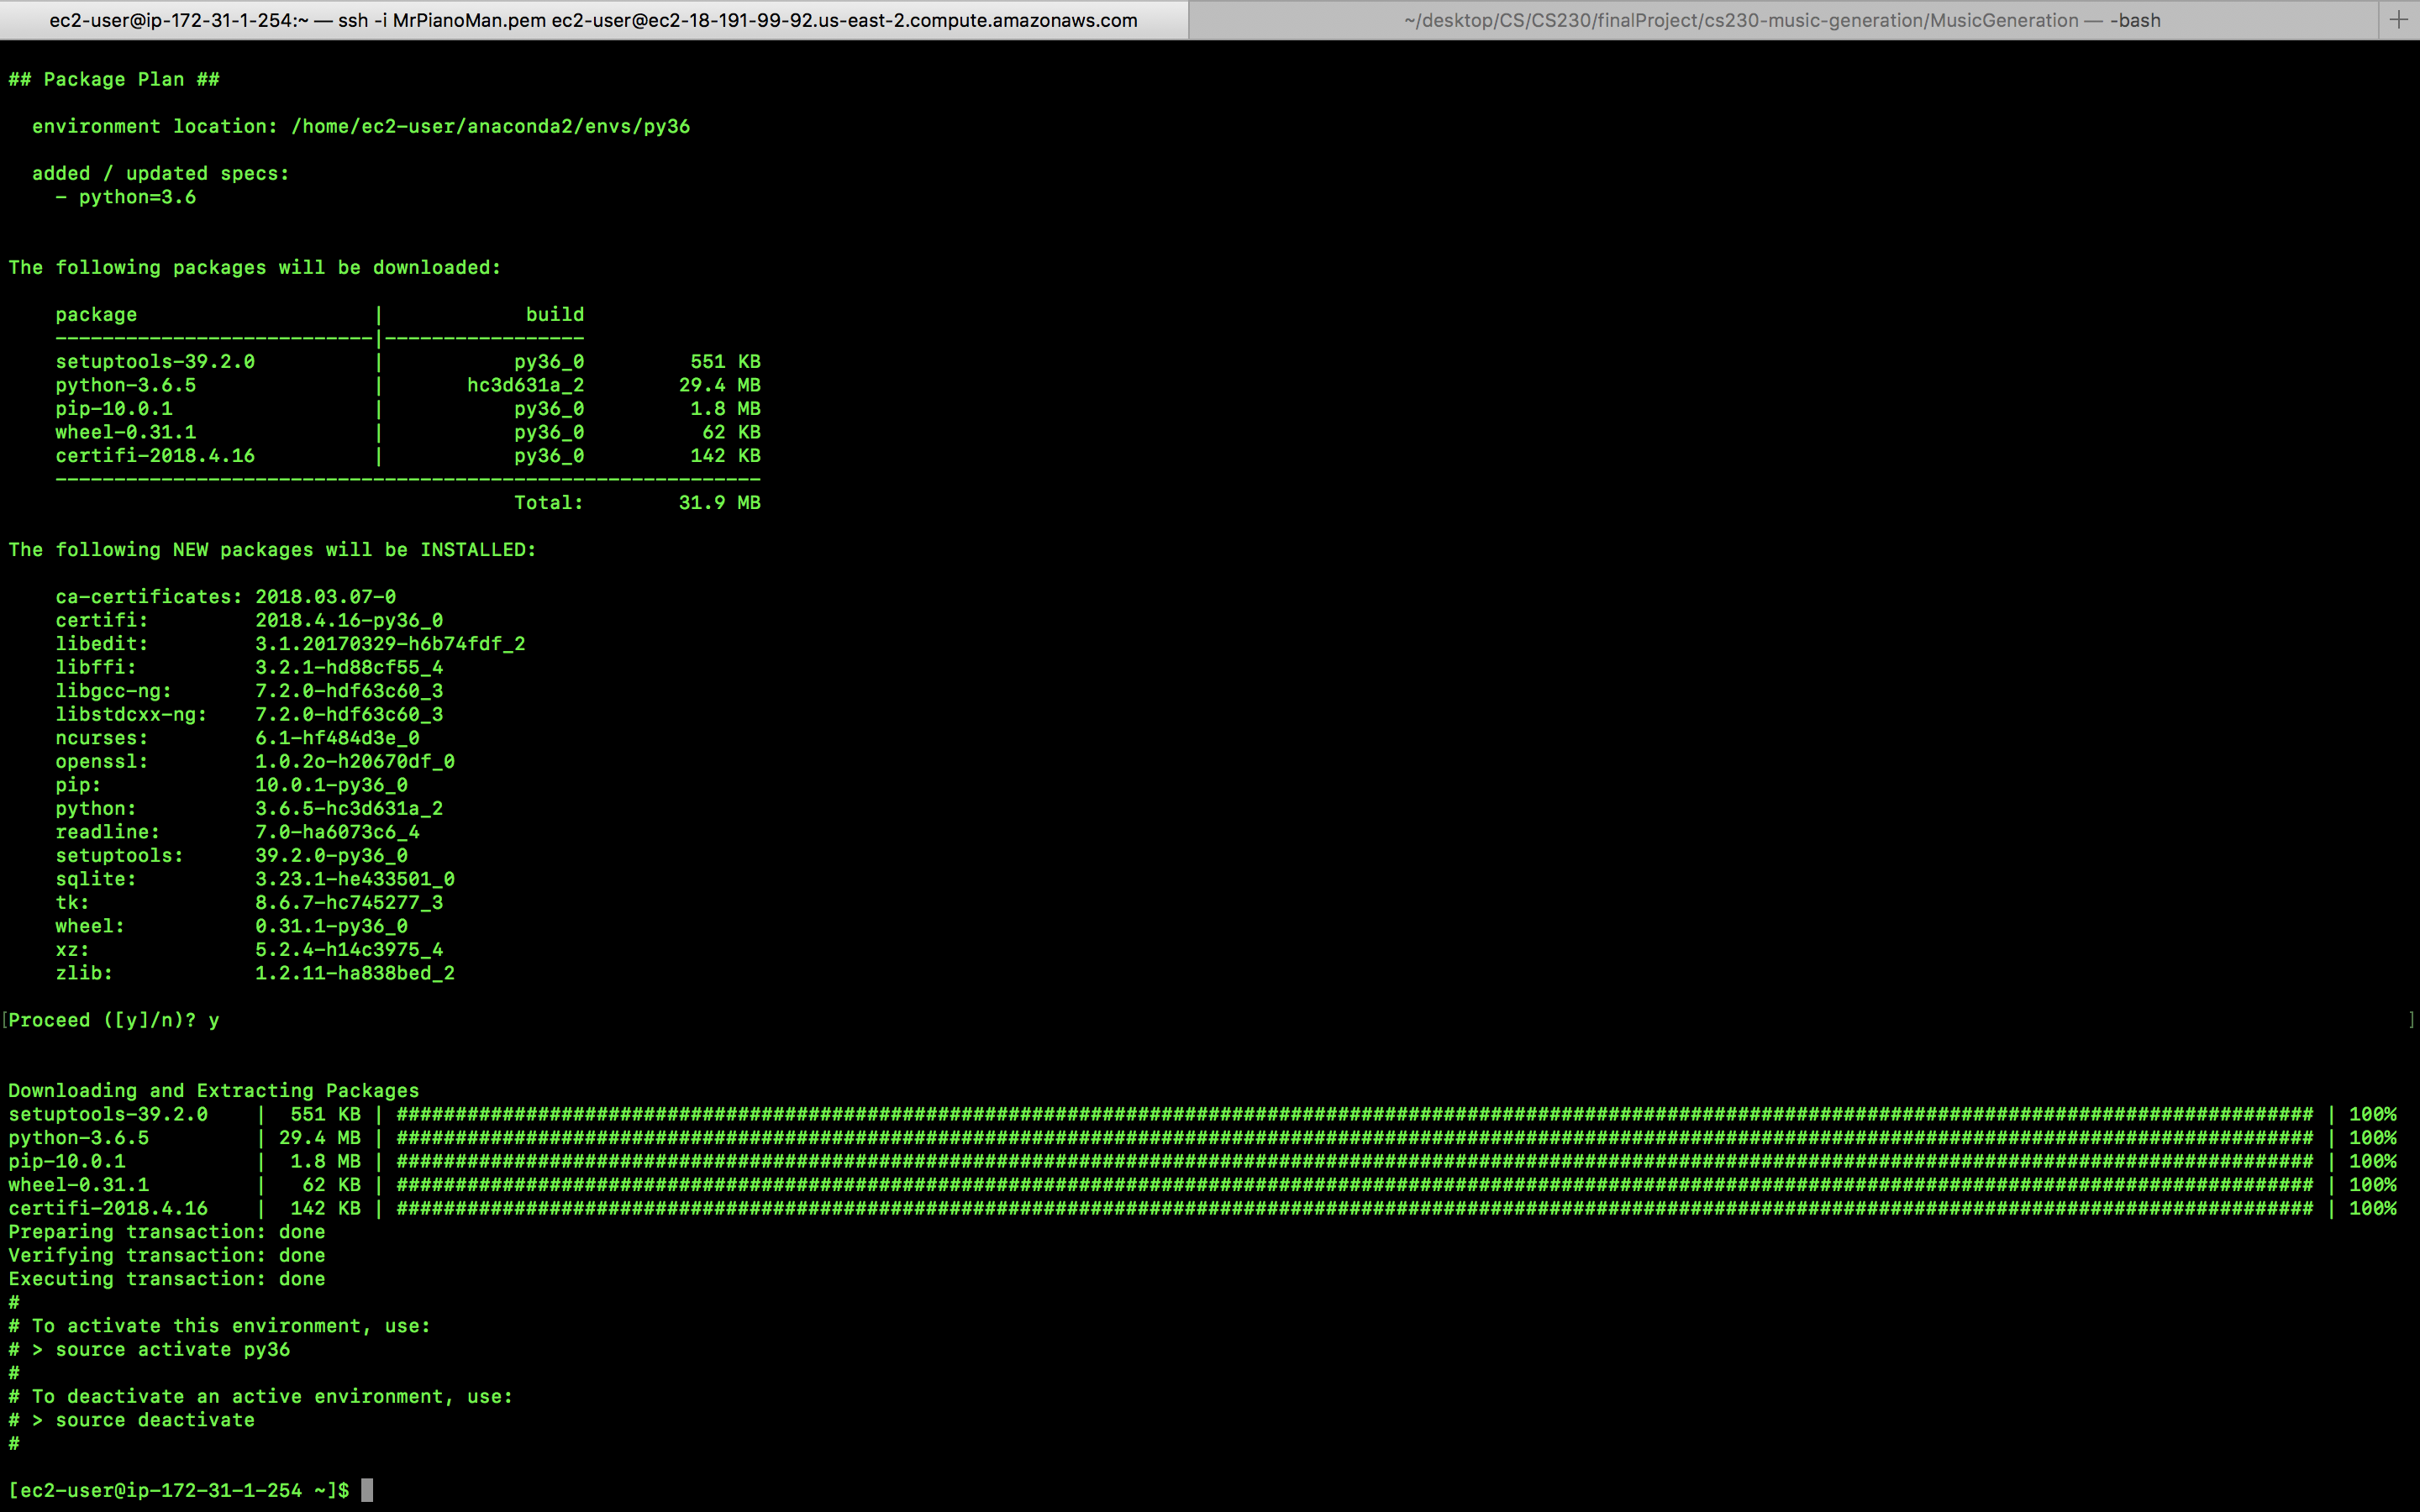 ec2-user@ip-172-31-1-254:~ — ssh -i MrPianoMan.pem ec2-user@ec2-18-191-99-92.us-east-2.compute.amazonaws.com
~/desktop/CS/CS230/finalProject/cs230-music-generation/MusicGeneration — -bash
+
## Package Plan ##
environment location: /home/ec2-user/anaconda2/envs/py36
added / updated specs:
- python=3.6
The following packages will be downloaded:
package | build
---------------------------|-----------------
setuptools-39.2.0 | py36_0 551 KB
python-3.6.5 | hc3d631a_2 29.4 MB
pip-10.0.1 | py36_0 1.8 MB
wheel-0.31.1 | py36_0 62 KB
certifi-2018.4.16 | py36_0 142 KB
------------------------------------------------------------
Total: 31.9 MB
The following NEW packages will be INSTALLED:
ca-certificates: 2018.03.07-0
certifi: 2018.4.16-py36_0
libedit: 3.1.20170329-h6b74fdf_2
libffi: 3.2.1-hd88cf55_4
libgcc-ng: 7.2.0-hdf63c60_3
libstdcxx-ng: 7.2.0-hdf63c60_3
ncurses: 6.1-hf484d3e_0
openssl: 1.0.2o-h20670df_0
pip: 10.0.1-py36_0
python: 3.6.5-hc3d631a_2
readline: 7.0-ha6073c6_4
setuptools: 39.2.0-py36_0
sqlite: 3.23.1-he433501_0
tk: 8.6.7-hc745277_3
wheel: 0.31.1-py36_0
xz: 5.2.4-h14c3975_4
zlib: 1.2.11-ha838bed_2
[Proceed ([y]/n)? y ]
Downloading and Extracting Packages
setuptools-39.2.0 | 551 KB | ################################################################################################################################################################### | 100%
python-3.6.5 | 29.4 MB | ################################################################################################################################################################### | 100%
pip-10.0.1 | 1.8 MB | ################################################################################################################################################################### | 100%
wheel-0.31.1 | 62 KB | ################################################################################################################################################################### | 100%
certifi-2018.4.16 | 142 KB | ################################################################################################################################################################### | 100%
Preparing transaction: done
Verifying transaction: done
Executing transaction: done
#
# To activate this environment, use:
# > source activate py36
#
# To deactivate an active environment, use:
# > source deactivate
#
[ec2-user@ip-172-31-1-254 ~]$